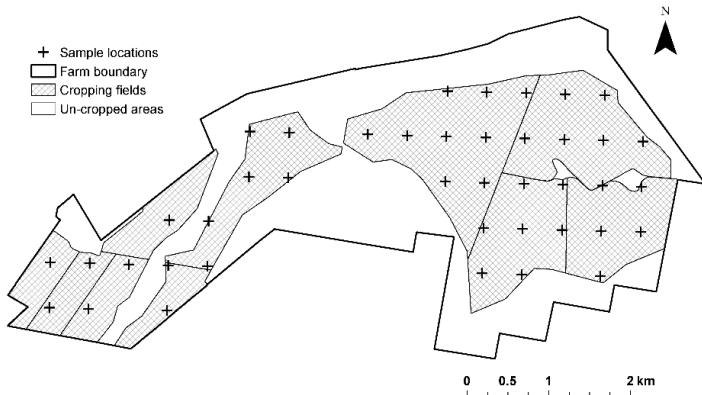 N
Sample locations
Farm boundary
Cropping fields
Un-cropped areas
0 0.5 1 2 km